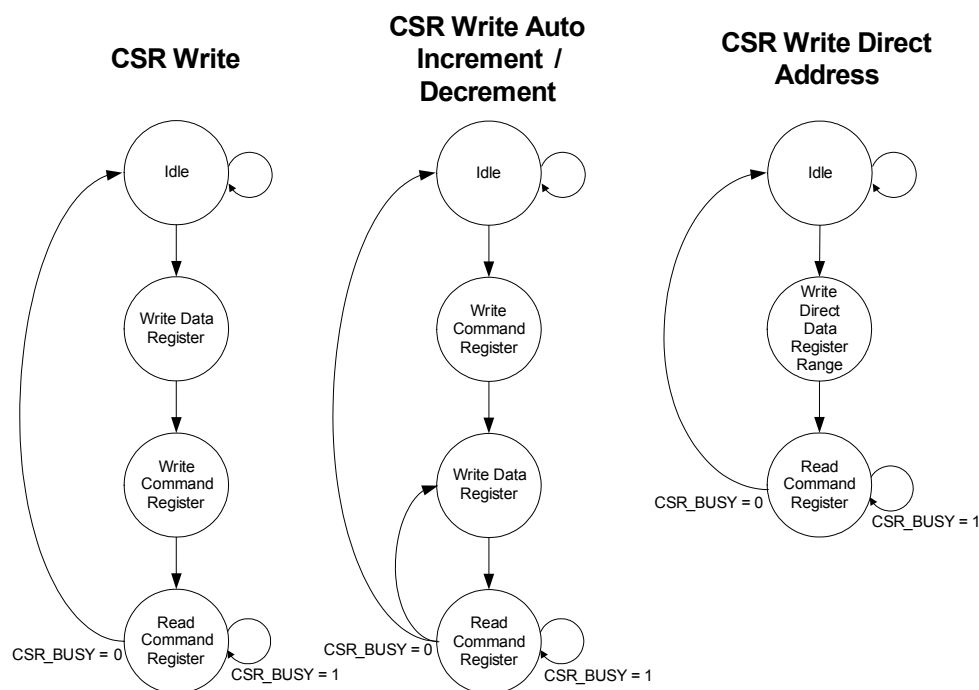 CSR Write
Idle
Write Data
Register
Write
Command
Register
Read
Command
Register
CSR_BUSY = 0
CSR_BUSY = 1
CSR Write Auto
Increment /
Decrement
Idle
Write
Command
Register
Write Data
Register
Read
Command
Register
CSR_BUSY = 0
CSR_BUSY = 1
CSR Write Direct
Address
Idle
Write
Direct
Data
Register
Range
Read
Command
Register
CSR_BUSY = 0
CSR_BUSY = 1